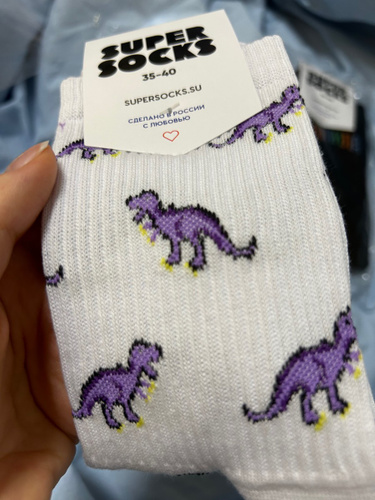 SUPER
SOCKS
35-40
SUPERSOCKS.SU
СДЕЛАНО В РОССИИ
С ЛЮБОВЬЮ